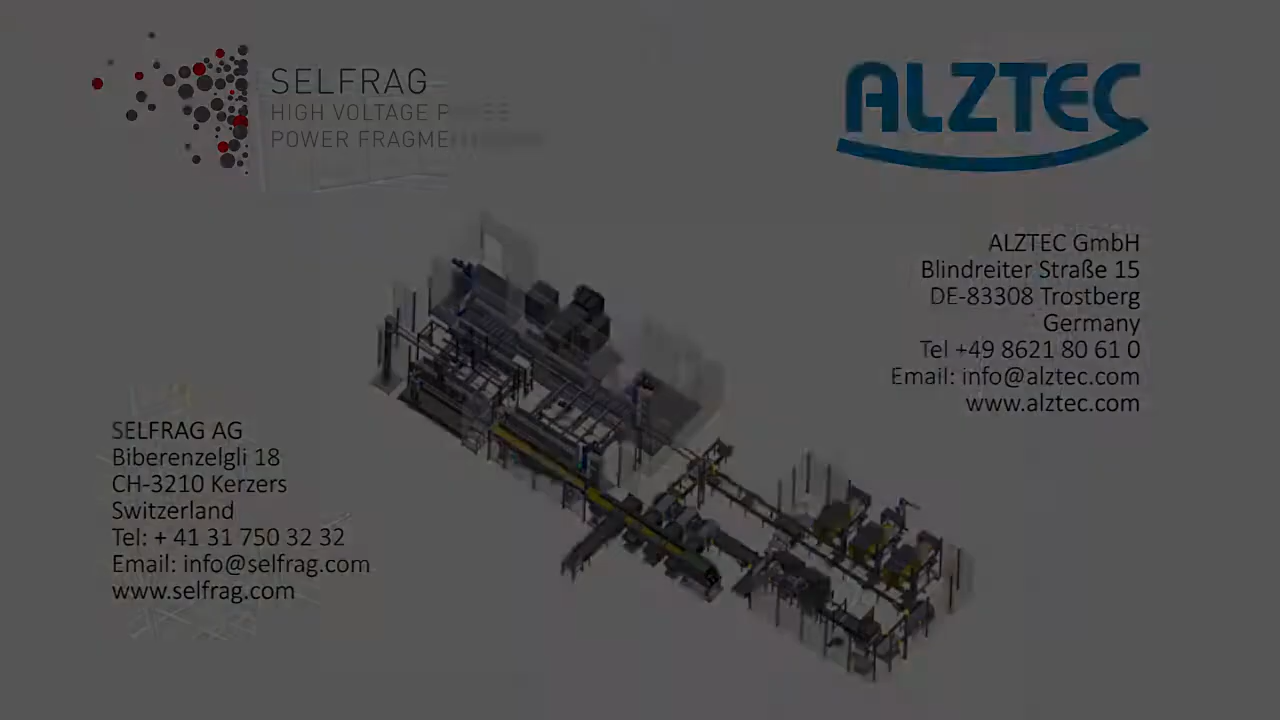 SELFRAG
HIGH VOLTAGE
POWER
ALZTEC
ALZTEC GmbH
Blindreiter Straße 15
DE-83308 Trostberg
Germany
Tel +49 8621 80 61 0
Email: info@alztec.com
www.alztec.com
SELFRAG AG
Biberenzelgli 18
CH-3210 Kerzers
Switzerland
Tel: + 41 31 750 32 32
Email: info@selfrag.com
www.selfrag.com